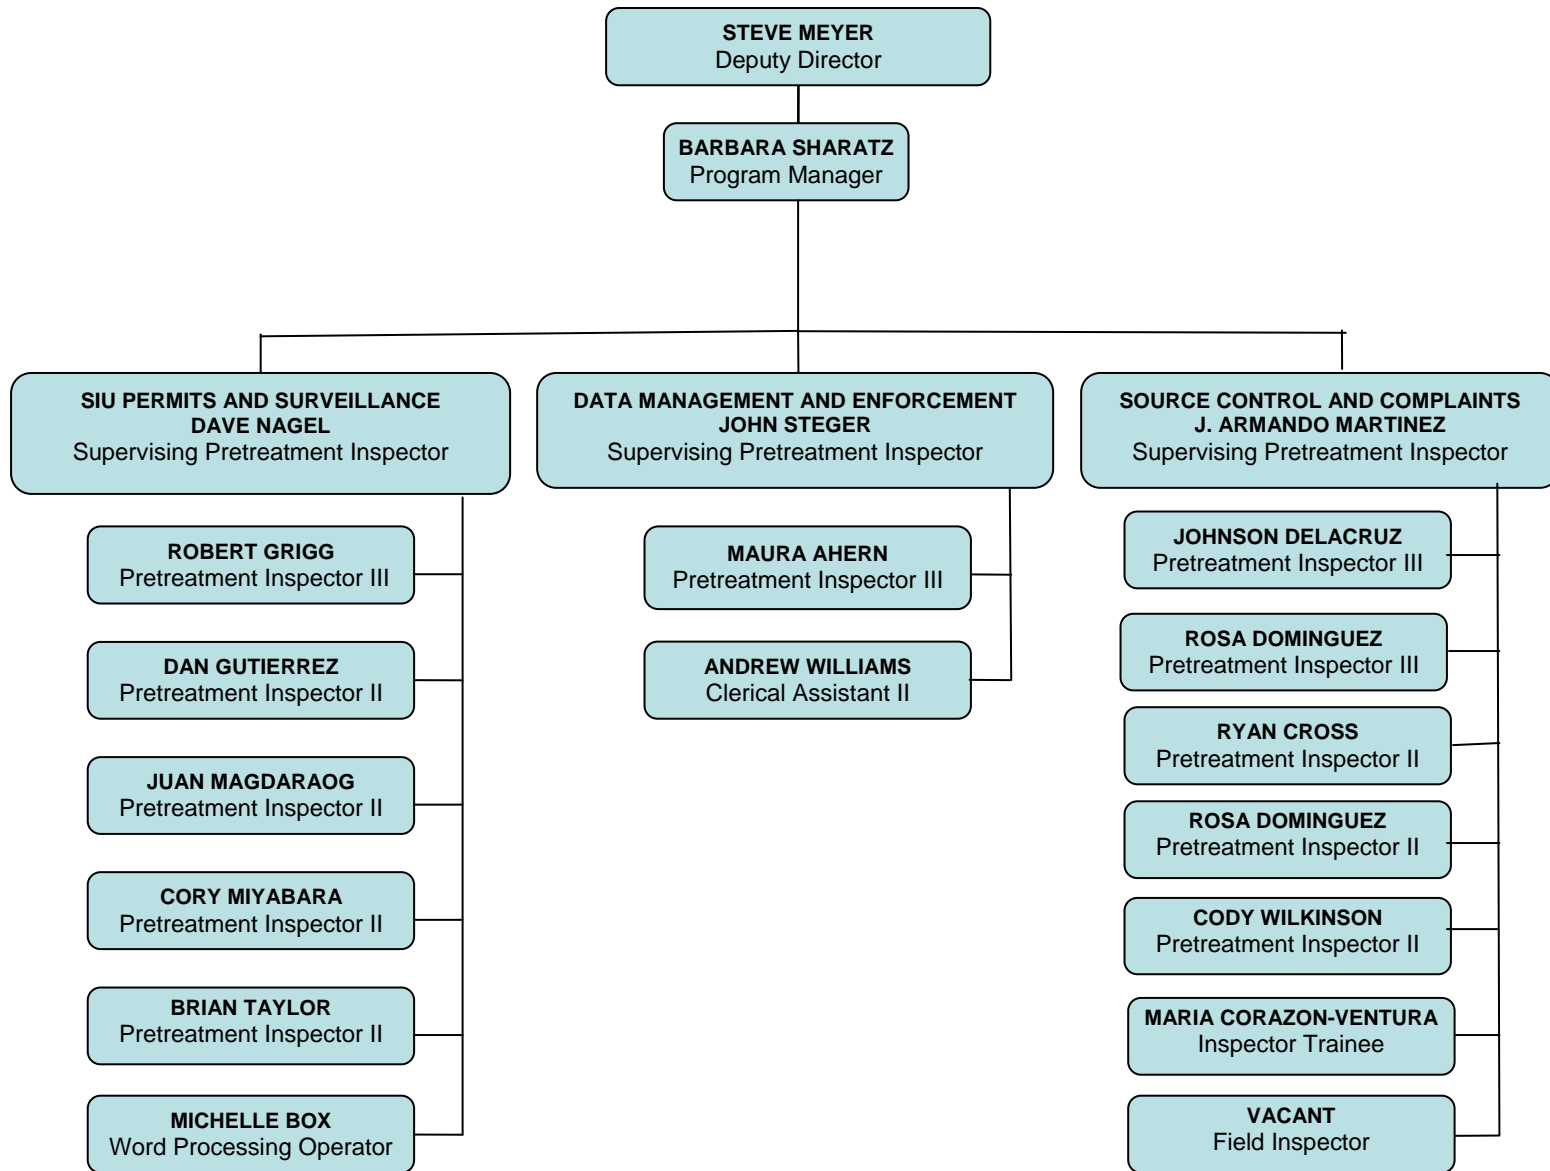 STEVE MEYER
Deputy Director
BARBARA SHARATZ
Program Manager
SIU PERMITS AND SURVEILLANCE
DAVE NAGEL
Supervising Pretreatment Inspector
ROBERT GRIGG
Pretreatment Inspector III
DAN GUTIERREZ
Pretreatment Inspector II
JUAN MAGDARAOG
Pretreatment Inspector II
CORY MIYABARA
Pretreatment Inspector II
BRIAN TAYLOR
Pretreatment Inspector II
MICHELLE BOX
Word Processing Operator
DATA MANAGEMENT AND ENFORCEMENT
JOHN STEGER
Supervising Pretreatment Inspector
MAURA AHERN
Pretreatment Inspector III
ANDREW WILLIAMS
Clerical Assistant II
SOURCE CONTROL AND COMPLAINTS
J. ARMANDO MARTINEZ
Supervising Pretreatment Inspector
JOHNSON DELACRUZ
Pretreatment Inspector III
ROSA DOMINGUEZ
Pretreatment Inspector III
RYAN CROSS
Pretreatment Inspector II
ROSA DOMINGUEZ
Pretreatment Inspector II
CODY WILKINSON
Pretreatment Inspector II
MARIA CORAZON-VENTURA
Inspector Trainee
VACANT
Field Inspector